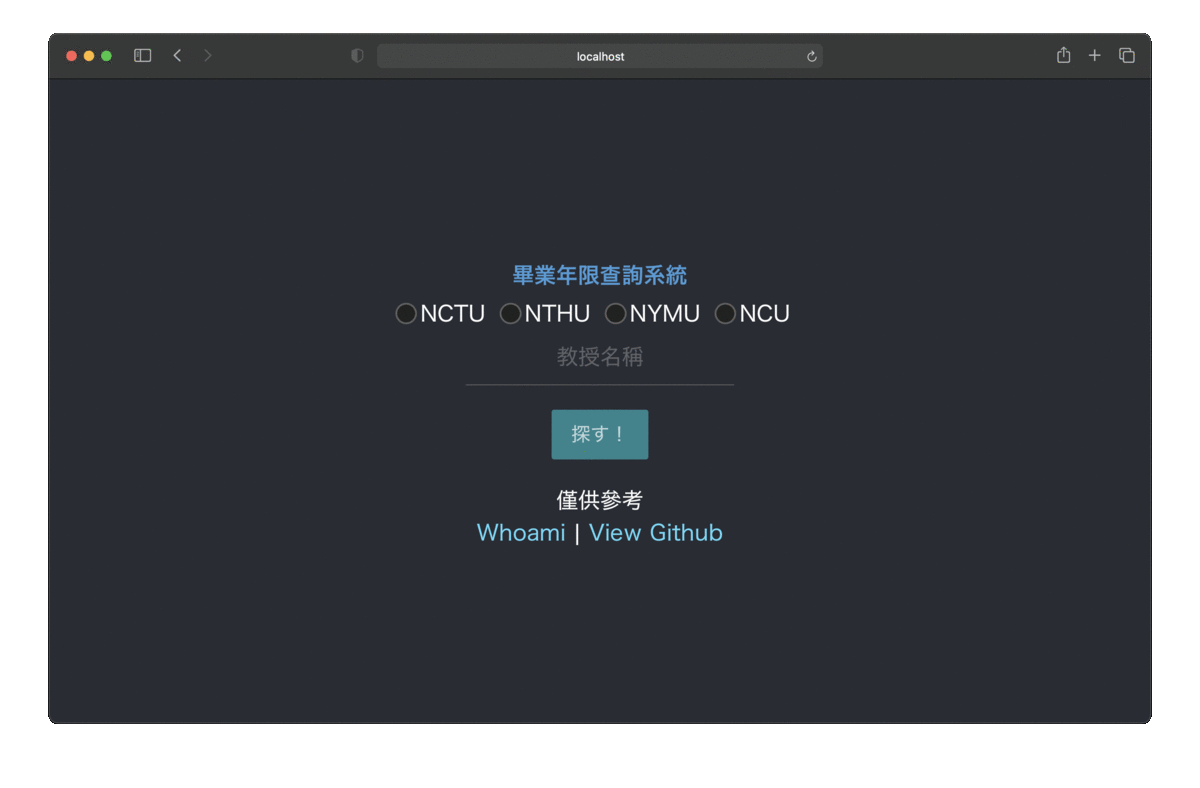 localhost
畢業年限查詢系統
NCTU NTHU NYMU NCU
教授名稱
探す！
僅供參考
Whoami | View Github